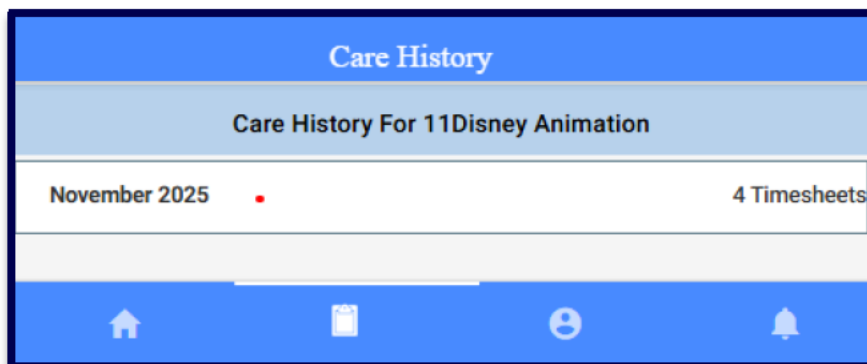 Care History
Care History For 11Disney Animation
November 2025 4 Timesheets